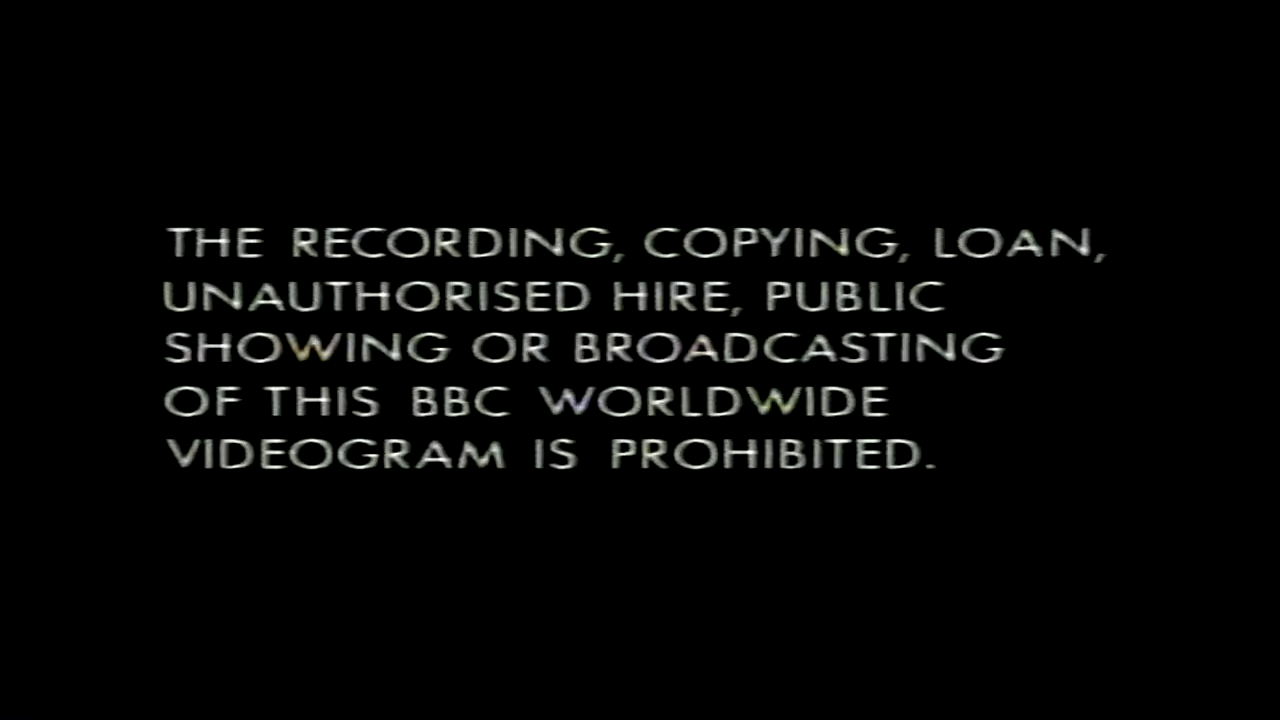 THE RECORDING, COPYING, LOAN,
UNAUTHORISED HIRE, PUBLIC
SHOWING OR BROADCASTING
OF THIS BBC WORLDWIDE
VIDEOGRAM IS PROHIBITED.